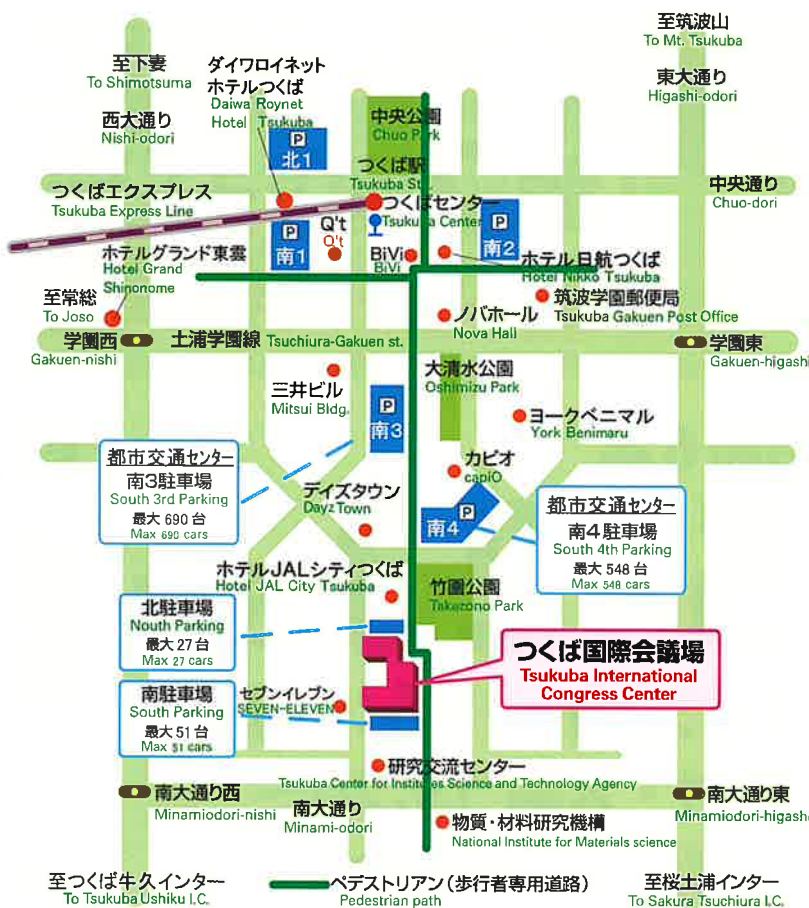 至筑波山
To Mt. Tsukuba
至下妻
To Shimotsuma
ダイワロイネット
ホテルつくば
Daiwa Roynet
Hotel Tsukuba
東大通り
Higashi-odori
西大通り
Nishi-odori
中央公園
Chuo Park
P
北1
つくば駅
Tsukuba St.
つくばエクスプレス
Tsukuba Express Line
つくばセンター
Tsukuba Center
中央通り
Chuo-dori
P
南1
Q't
Q't
BiVi
BiVi
P
南2
ホテルグランド東雲
Hotel Grand
Shinonome
ホテル日航つくば
Hotel Nikko Tsukuba
至常総
To Joso
筑波学園郵便局
Tsukuba Gakuen Post Office
ノバホール
Nova Hall
学園西
Gakuen-nishi
土浦学園線 Tsuchiura-Gakuen st.
学園東
Gakuen-higashi
三井ビル
Mitsui Bldg.
大清水公園
Oshimizu Park
P
南3
ヨークベニマル
York Benimaru
都市交通センター
南3駐車場
South 3rd Parking
最大 690 台
Max 690 cars
カピオ
capiO
デイズタウン
Dayz Town
P
南4
都市交通センター
南4駐車場
South 4th Parking
最大 548 台
Max 548 cars
ホテルJALシティつくば
Hotel JAL City Tsukuba
竹園公園
Takezono Park
北駐車場
Nouth Parking
最大 27 台
Max 27 cars
つくば国際会議場
Tsukuba International
Congress Center
南駐車場
South Parking
最大 51 台
Max 51 cars
セブンイレブン
SEVEN-ELEVEN
研究交流センター
Tsukuba Center for Institutes Science and Technology Agency
南大通り西
Minamiodori-nishi
南大通り
Minami-odori
南大通り東
Minamiodori-higash
物質・材料研究機構
National Institute for Materials science
至つくば牛久インター
To Tsukuba Ushiku I.C.
ペデストリアン(歩行者専用道路)
Pedestrian path
至桜土浦インター
To Sakura Tsuchiura I.C.